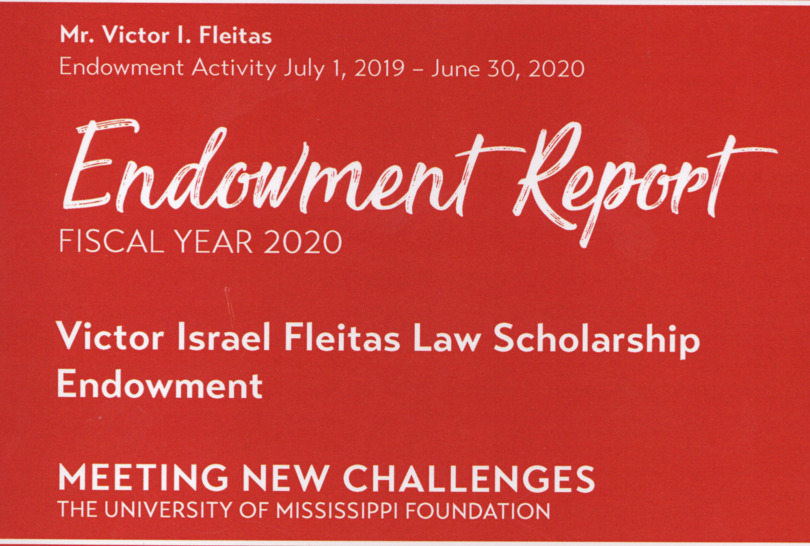 Mr. Victor I. Fleitas
Endowment Activity July 1, 2019 – June 30, 2020
Endowment Report
FISCAL YEAR 2020
Victor Israel Fleitas Law Scholarship
Endowment
MEETING NEW CHALLENGES
THE UNIVERSITY OF MISSISSIPPI FOUNDATION